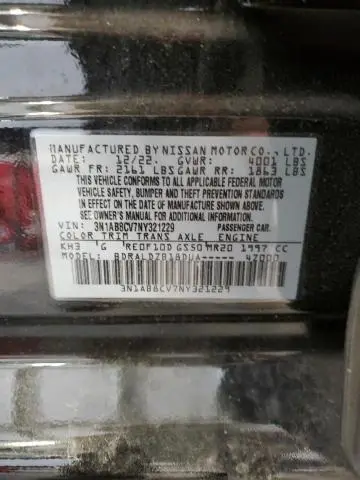 MANUFACTURED BY NISSAN MOTOR CO., LTD.
DATE: 12/22 GVWR: 4001 LBS
GAWR FR: 2161 LBS GAWR RR: 1863 LBS
THIS VEHICLE CONFORMS TO ALL APPLICABLE FEDERAL MOTOR
VEHICLE SAFETY, BUMPER AND THEFT PREVENTION STANDARDS
IN EFFECT ON THE DATE OF MANUFACTURE SHOWN ABOVE.
SEE OWNER'S MANUAL FOR ADDITIONAL INFORMATION.
VIN: 3N1AB8CV7NY321229 PASSENGER CAR.
COLOR TRIM TRANS AXLE ENGINE
KH3 G RE0F10D GS50 MR20 1997 CC
MODEL: BDRALDZB18DUA----- 47000
3N1AB8CV7NY321229